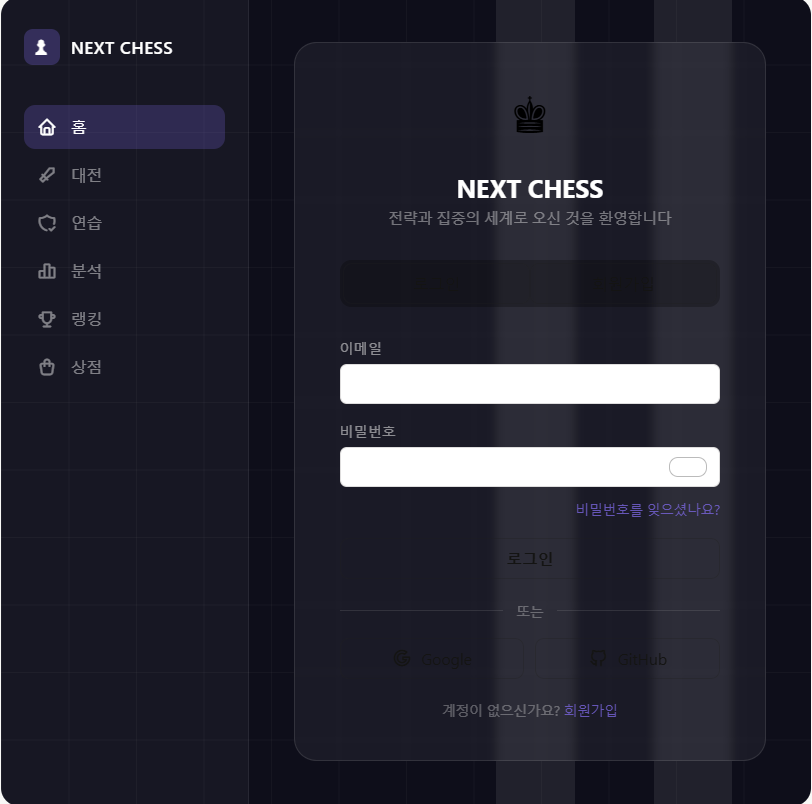 NEXT CHESS
홈
대전
연습
분석
랭킹
상점
NEXT CHESS
전략과 집중의 세계로 오신 것을 환영합니다
이메일
비밀번호
비밀번호를 잊으셨나요?
로그인
또는
Google
GitHub
계정이 없으신가요? 회원가입